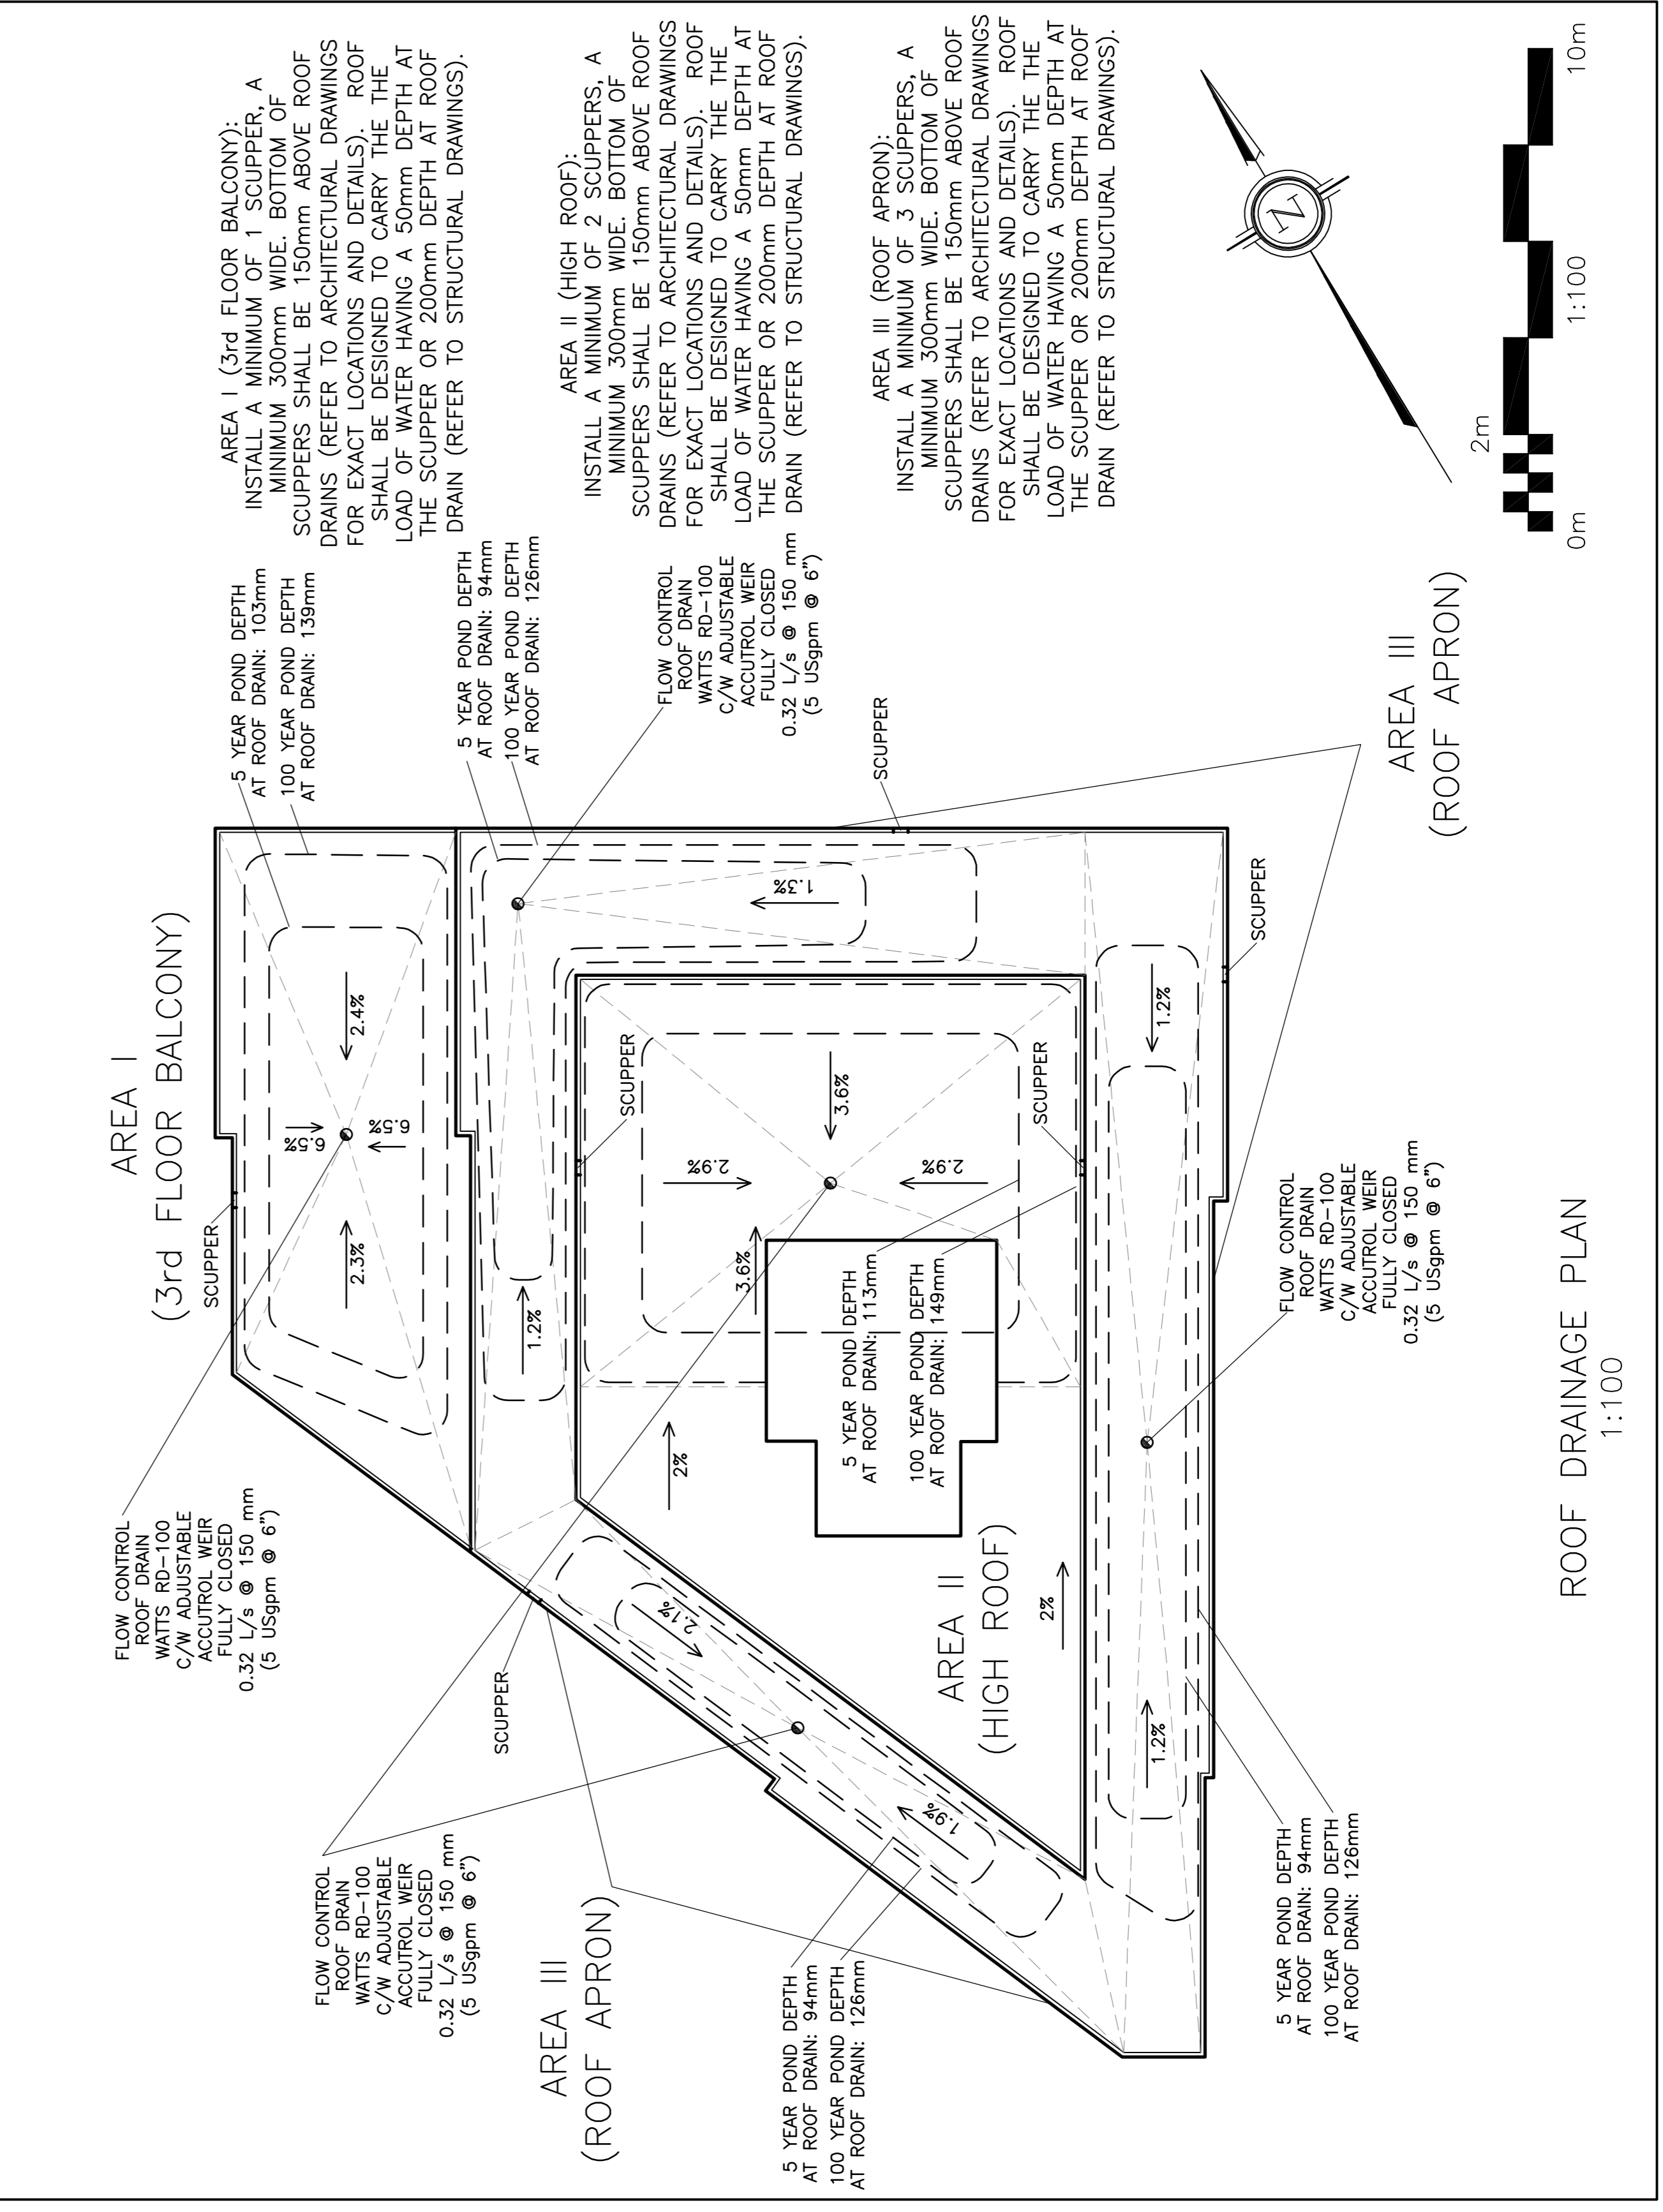 AREA I
(3rd FLOOR BALCONY)
FLOW CONTROL
ROOF DRAIN
WATTS RD-100
C/W ADJUSTABLE
ACCUTROL WEIR
FULLY CLOSED
0.32 L/s @ 150 mm
(5 USgpm @ 6")
SCUPPER
2.3%
6.5%
6.5%
2.4%
5 YEAR POND DEPTH
AT ROOF DRAIN: 103mm
100 YEAR POND DEPTH
AT ROOF DRAIN: 139mm
AREA I (3rd FLOOR BALCONY):
INSTALL A MINIMUM OF 1 SCUPPER, A
MINIMUM 300mm WIDE. BOTTOM OF
SCUPPERS SHALL BE 150mm ABOVE ROOF
DRAINS (REFER TO ARCHITECTURAL DRAWINGS
FOR EXACT LOCATIONS AND DETAILS). ROOF
SHALL BE DESIGNED TO CARRY THE THE
LOAD OF WATER HAVING A 50mm DEPTH AT
THE SCUPPER OR 200mm DEPTH AT ROOF
DRAIN (REFER TO STRUCTURAL DRAWINGS).
FLOW CONTROL
ROOF DRAIN
WATTS RD-100
C/W ADJUSTABLE
ACCUTROL WEIR
FULLY CLOSED
0.32 L/s @ 150 mm
(5 USgpm @ 6")
SCUPPER
2.1%
1.9%
1.2%
1.3%
5 YEAR POND DEPTH
AT ROOF DRAIN: 94mm
100 YEAR POND DEPTH
AT ROOF DRAIN: 126mm
FLOW CONTROL
ROOF DRAIN
WATTS RD-100
C/W ADJUSTABLE
ACCUTROL WEIR
FULLY CLOSED
0.32 L/s @ 150 mm
(5 USgpm @ 6")
SCUPPER
AREA II (HIGH ROOF):
INSTALL A MINIMUM OF 2 SCUPPERS, A
MINIMUM 300mm WIDE. BOTTOM OF
SCUPPERS SHALL BE 150mm ABOVE ROOF
DRAINS (REFER TO ARCHITECTURAL DRAWINGS
FOR EXACT LOCATIONS AND DETAILS). ROOF
SHALL BE DESIGNED TO CARRY THE THE
LOAD OF WATER HAVING A 50mm DEPTH AT
THE SCUPPER OR 200mm DEPTH AT ROOF
DRAIN (REFER TO STRUCTURAL DRAWINGS).
AREA III
(ROOF APRON)
5 YEAR POND DEPTH
AT ROOF DRAIN: 94mm
100 YEAR POND DEPTH
AT ROOF DRAIN: 126mm
AREA II
(HIGH ROOF)
2%
2%
SCUPPER
2.9%
3.6%
3.6%
2.9%
SCUPPER
5 YEAR POND DEPTH
AT ROOF DRAIN: 113mm
100 YEAR POND DEPTH
AT ROOF DRAIN: 149mm
AREA III (ROOF APRON):
INSTALL A MINIMUM OF 3 SCUPPERS, A
MINIMUM 300mm WIDE. BOTTOM OF
SCUPPERS SHALL BE 150mm ABOVE ROOF
DRAINS (REFER TO ARCHITECTURAL DRAWINGS
FOR EXACT LOCATIONS AND DETAILS). ROOF
SHALL BE DESIGNED TO CARRY THE THE
LOAD OF WATER HAVING A 50mm DEPTH AT
THE SCUPPER OR 200mm DEPTH AT ROOF
DRAIN (REFER TO STRUCTURAL DRAWINGS).
1.2%
1.2%
SCUPPER
5 YEAR POND DEPTH
AT ROOF DRAIN: 94mm
100 YEAR POND DEPTH
AT ROOF DRAIN: 126mm
FLOW CONTROL
ROOF DRAIN
WATTS RD-100
C/W ADJUSTABLE
ACCUTROL WEIR
FULLY CLOSED
0.32 L/s @ 150 mm
(5 USgpm @ 6")
AREA III
(ROOF APRON)
N
2m
0m
1:100
10m
ROOF DRAINAGE PLAN
1:100